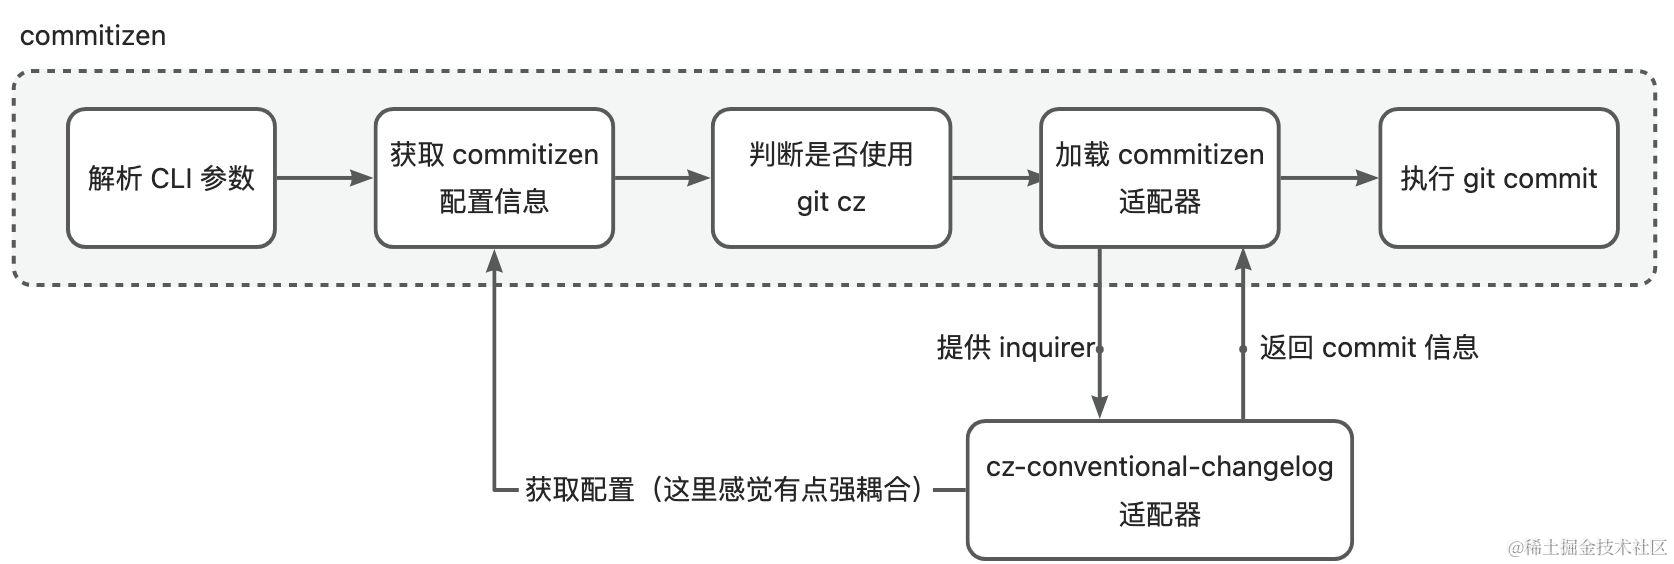 commitizen
解析 CLI 参数
获取 commitizen
配置信息
判断是否使用
git cz
加载 commitizen
适配器
执行 git commit
提供 inquirer
返回 commit 信息
获取配置（这里感觉有点强耦合）
cz-conventional-changelog
适配器
@稀土掘金技术社区